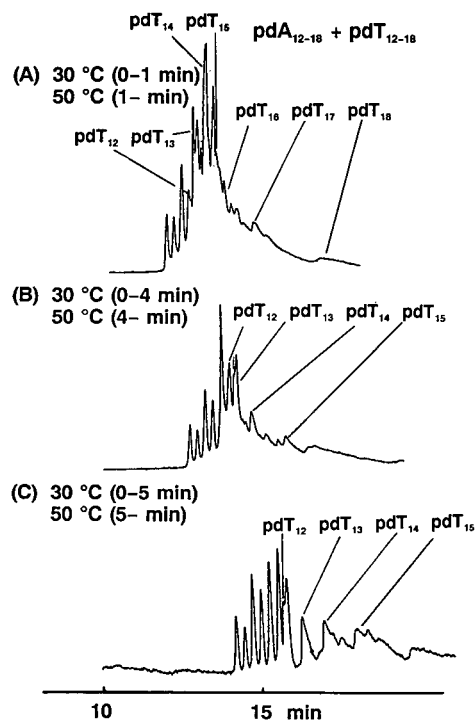 pdT₁₄ pdT₁₅ pdA₁₂₋₁₈ + pdT₁₂₋₁₈
(A) 30 °C (0–1 min)
50 °C (1– min)
pdT₁₂ pdT₁₃ pdT₁₆ pdT₁₇ pdT₁₈
(B) 30 °C (0–4 min)
50 °C (4– min)
pdT₁₂ pdT₁₃ pdT₁₄ pdT₁₅
(C) 30 °C (0–5 min)
50 °C (5– min)
pdT₁₂ pdT₁₃ pdT₁₄ pdT₁₅
10 15 min